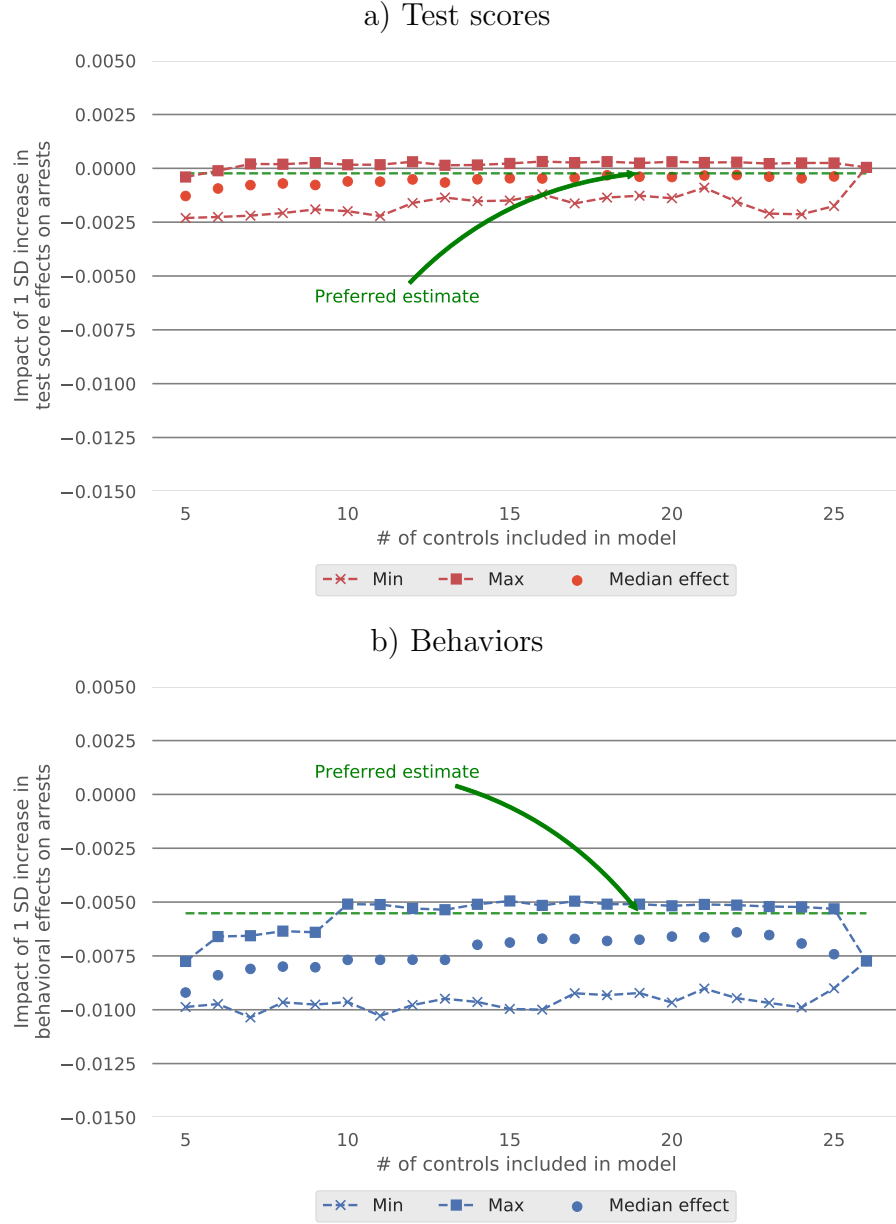 a) Test scores
0.0050
0.0025
0.0000
−0.0025
−0.0050
−0.0075
−0.0100
−0.0125
−0.0150
Impact of 1 SD increase in
test score effects on arrests
Preferred estimate
5 10 15 20 25
# of controls included in model
Min Max Median effect
b) Behaviors
0.0050
0.0025
0.0000
−0.0025
−0.0050
−0.0075
−0.0100
−0.0125
−0.0150
Impact of 1 SD increase in
behavioral effects on arrests
Preferred estimate
5 10 15 20 25
# of controls included in model
Min Max Median effect